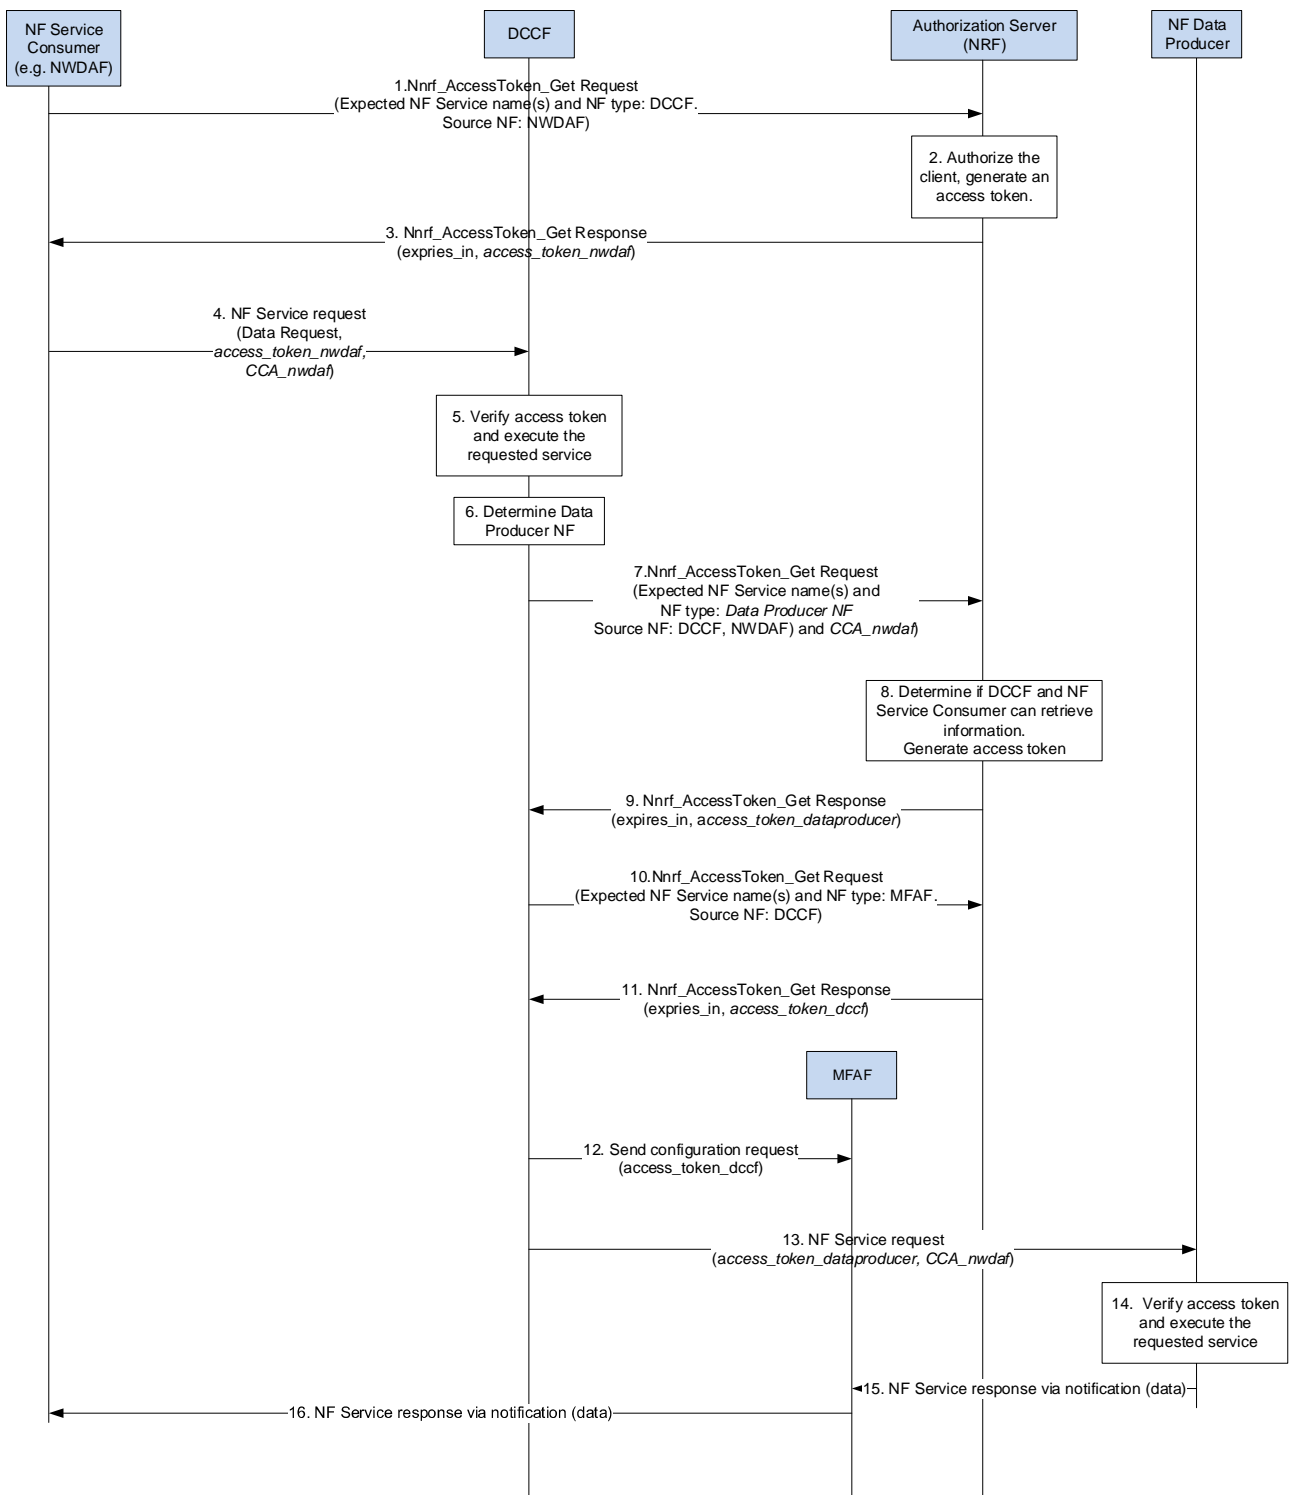 NF Service
Consumer
(e.g. NWDAF)
DCCF
Authorization Server
(NRF)
NF Data
Producer
1.Nnrf_AccessToken_Get Request
(Expected NF Service name(s) and NF type: DCCF.
Source NF: NWDAF)
2. Authorize the
client, generate an
access token.
3. Nnrf_AccessToken_Get Response
(expries_in, access_token_nwdaf)
4. NF Service request
(Data Request,
access_token_nwdaf,
CCA_nwdaf)
5. Verify access token
and execute the
requested service
6. Determine Data
Producer NF
7.Nnrf_AccessToken_Get Request
(Expected NF Service name(s) and
NF type: Data Producer NF
Source NF: DCCF, NWDAF) and CCA_nwdaf)
8. Determine if DCCF and NF
Service Consumer can retrieve
information.
Generate access token
9. Nnrf_AccessToken_Get Response
(expires_in, access_token_dataproducer)
10.Nnrf_AccessToken_Get Request
(Expected NF Service name(s) and NF type: MFAF.
Source NF: DCCF)
11. Nnrf_AccessToken_Get Response
(expries_in, access_token_dccf)
MFAF
12. Send configuration request
(access_token_dccf)
13. NF Service request
(access_token_dataproducer, CCA_nwdaf)
14. Verify access token
and execute the
requested service
15. NF Service response via notification (data)
16. NF Service response via notification (data)